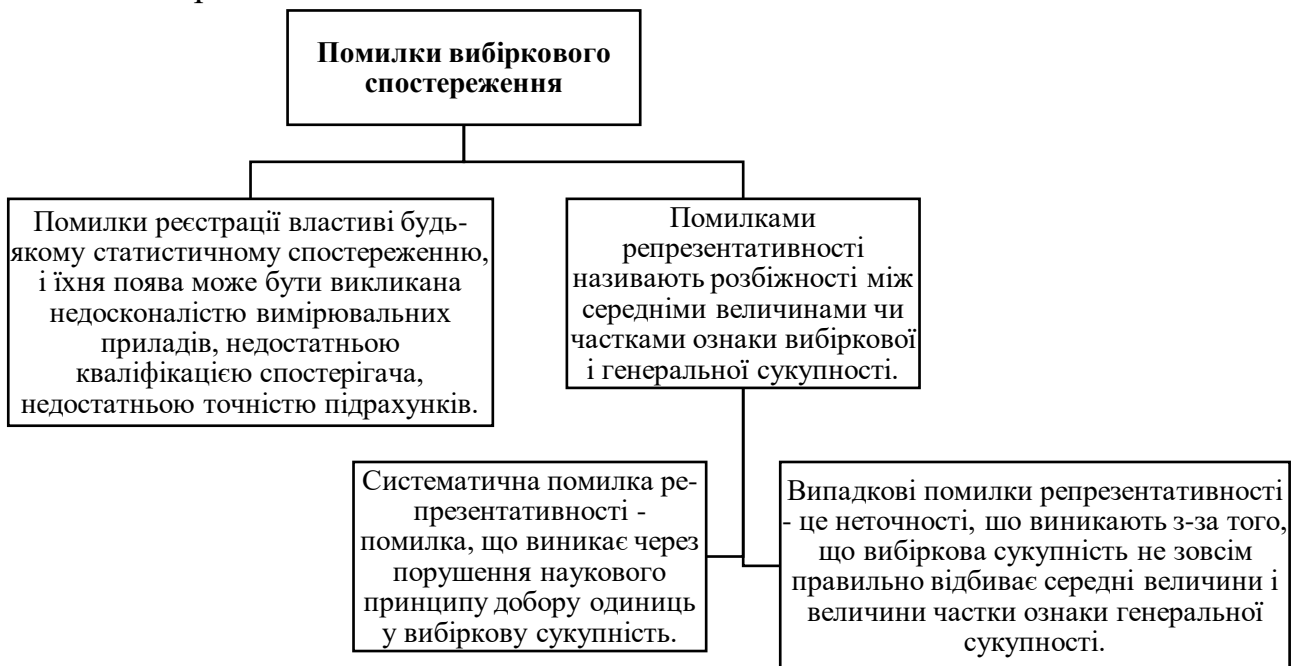 Помилки вибіркового
спостереження
Помилки реєстрації властиві будь-
якому статистичному спостереженню,
і їхня поява може бути викликана
недосконалістю вимірювальних
приладів, недостатньою
кваліфікацією спостерігача,
недостатньою точністю підрахунків.
Помилками
репрезентативності
називають розбіжності між
середніми величинами чи
частками ознаки вибіркової
і генеральної сукупності.
Систематична помилка ре-
презентативності -
помилка, що виникає через
порушення наукового
принципу добору одиниць
у вибіркову сукупність.
Випадкові помилки репрезентативності
- це неточності, шо виникають з-за того,
що вибіркова сукупність не зовсім
правильно відбиває середні величини і
величини частки ознаки генеральної
сукупності.